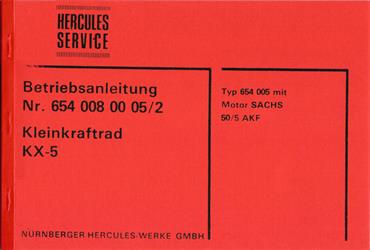 HERCULES
SERVICE
Betriebsanleitung
Nr. 654 008 00 05/2
Kleinkraftrad
KX-5
Typ 654 005 mit
Motor SACHS
50/5 AKF
NÜRNBERGER HERCULES-WERKE GMBH